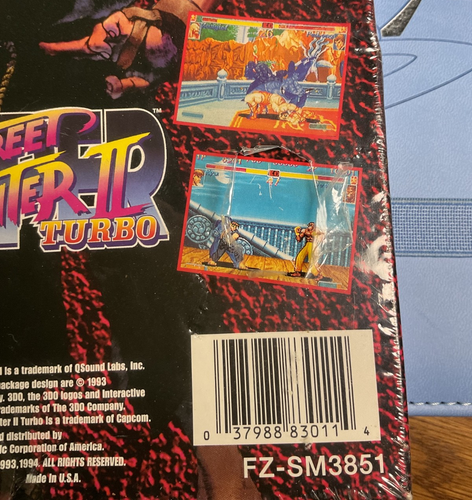 REET
HTER II
TURBO
TM
l is a trademark of QSound Labs, Inc.
package design are © 1993
y. 3DO, the 3DO logos and Interactive
rademarks of The 3DO Company.
ter II Turbo is a trademark of Capcom.
d distributed by
ic Corporation of America.
993,1994. ALL RIGHTS RESERVED.
Made in U.S.A.
0 37988 83011 4
FZ-SM3851